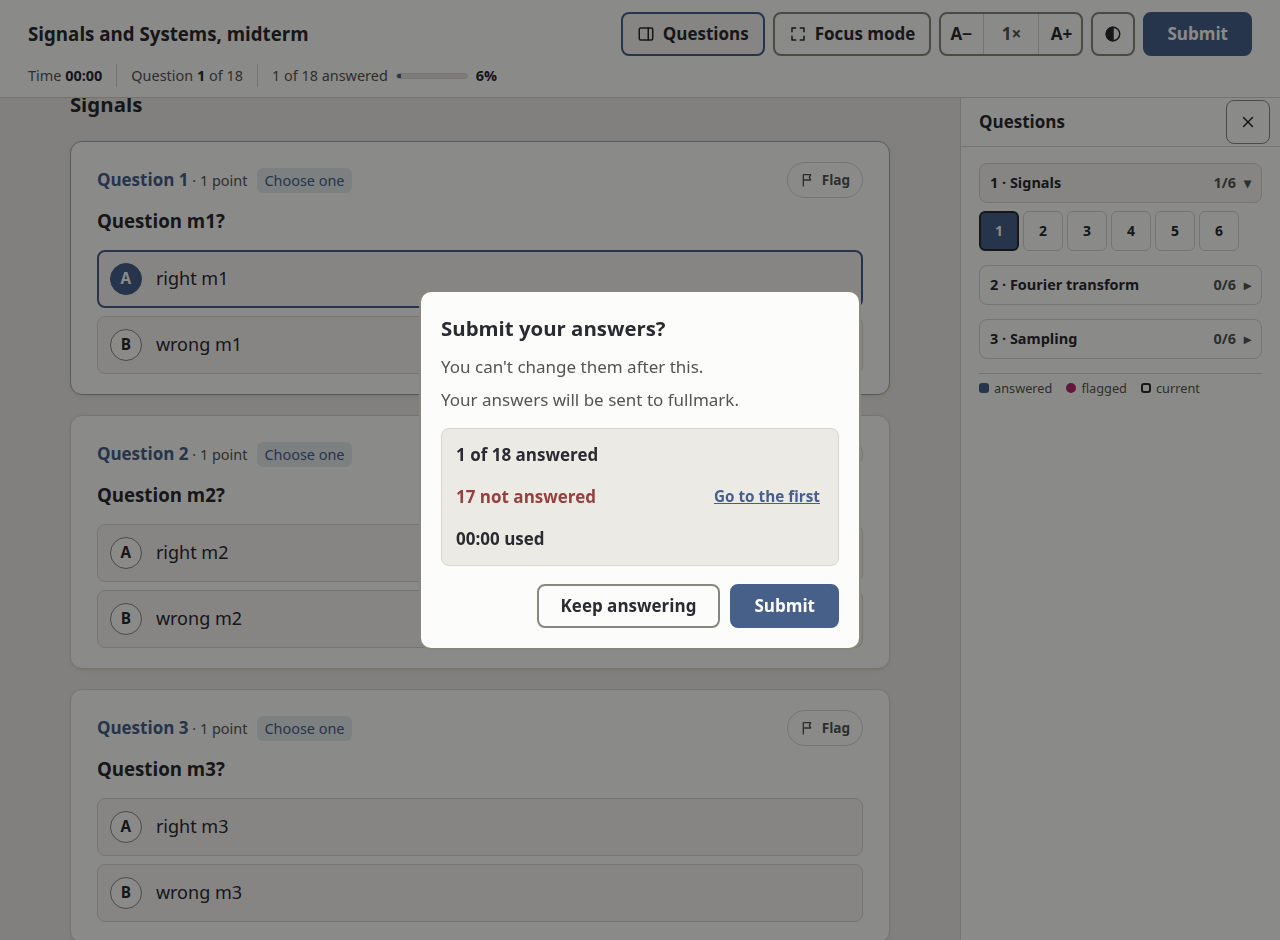 Signals and Systems, midterm
Questions
Focus mode
A−
1×
A+
Submit
Time 00:00
Question 1 of 18
1 of 18 answered
6%
Signals
Question 1 · 1 point
Choose one
Flag
Question m1?
A right m1
B wrong m1
Question 2 · 1 point
Choose one
Question m2?
A right m2
B wrong m2
Question 3 · 1 point
Choose one
Flag
Question m3?
A right m3
B wrong m3
Submit your answers?
You can't change them after this.
Your answers will be sent to fullmark.
1 of 18 answered
17 not answered
Go to the first
00:00 used
Keep answering
Submit
Questions
1 · Signals 1/6
1 2 3 4 5 6
2 · Fourier transform 0/6
3 · Sampling 0/6
answered flagged current